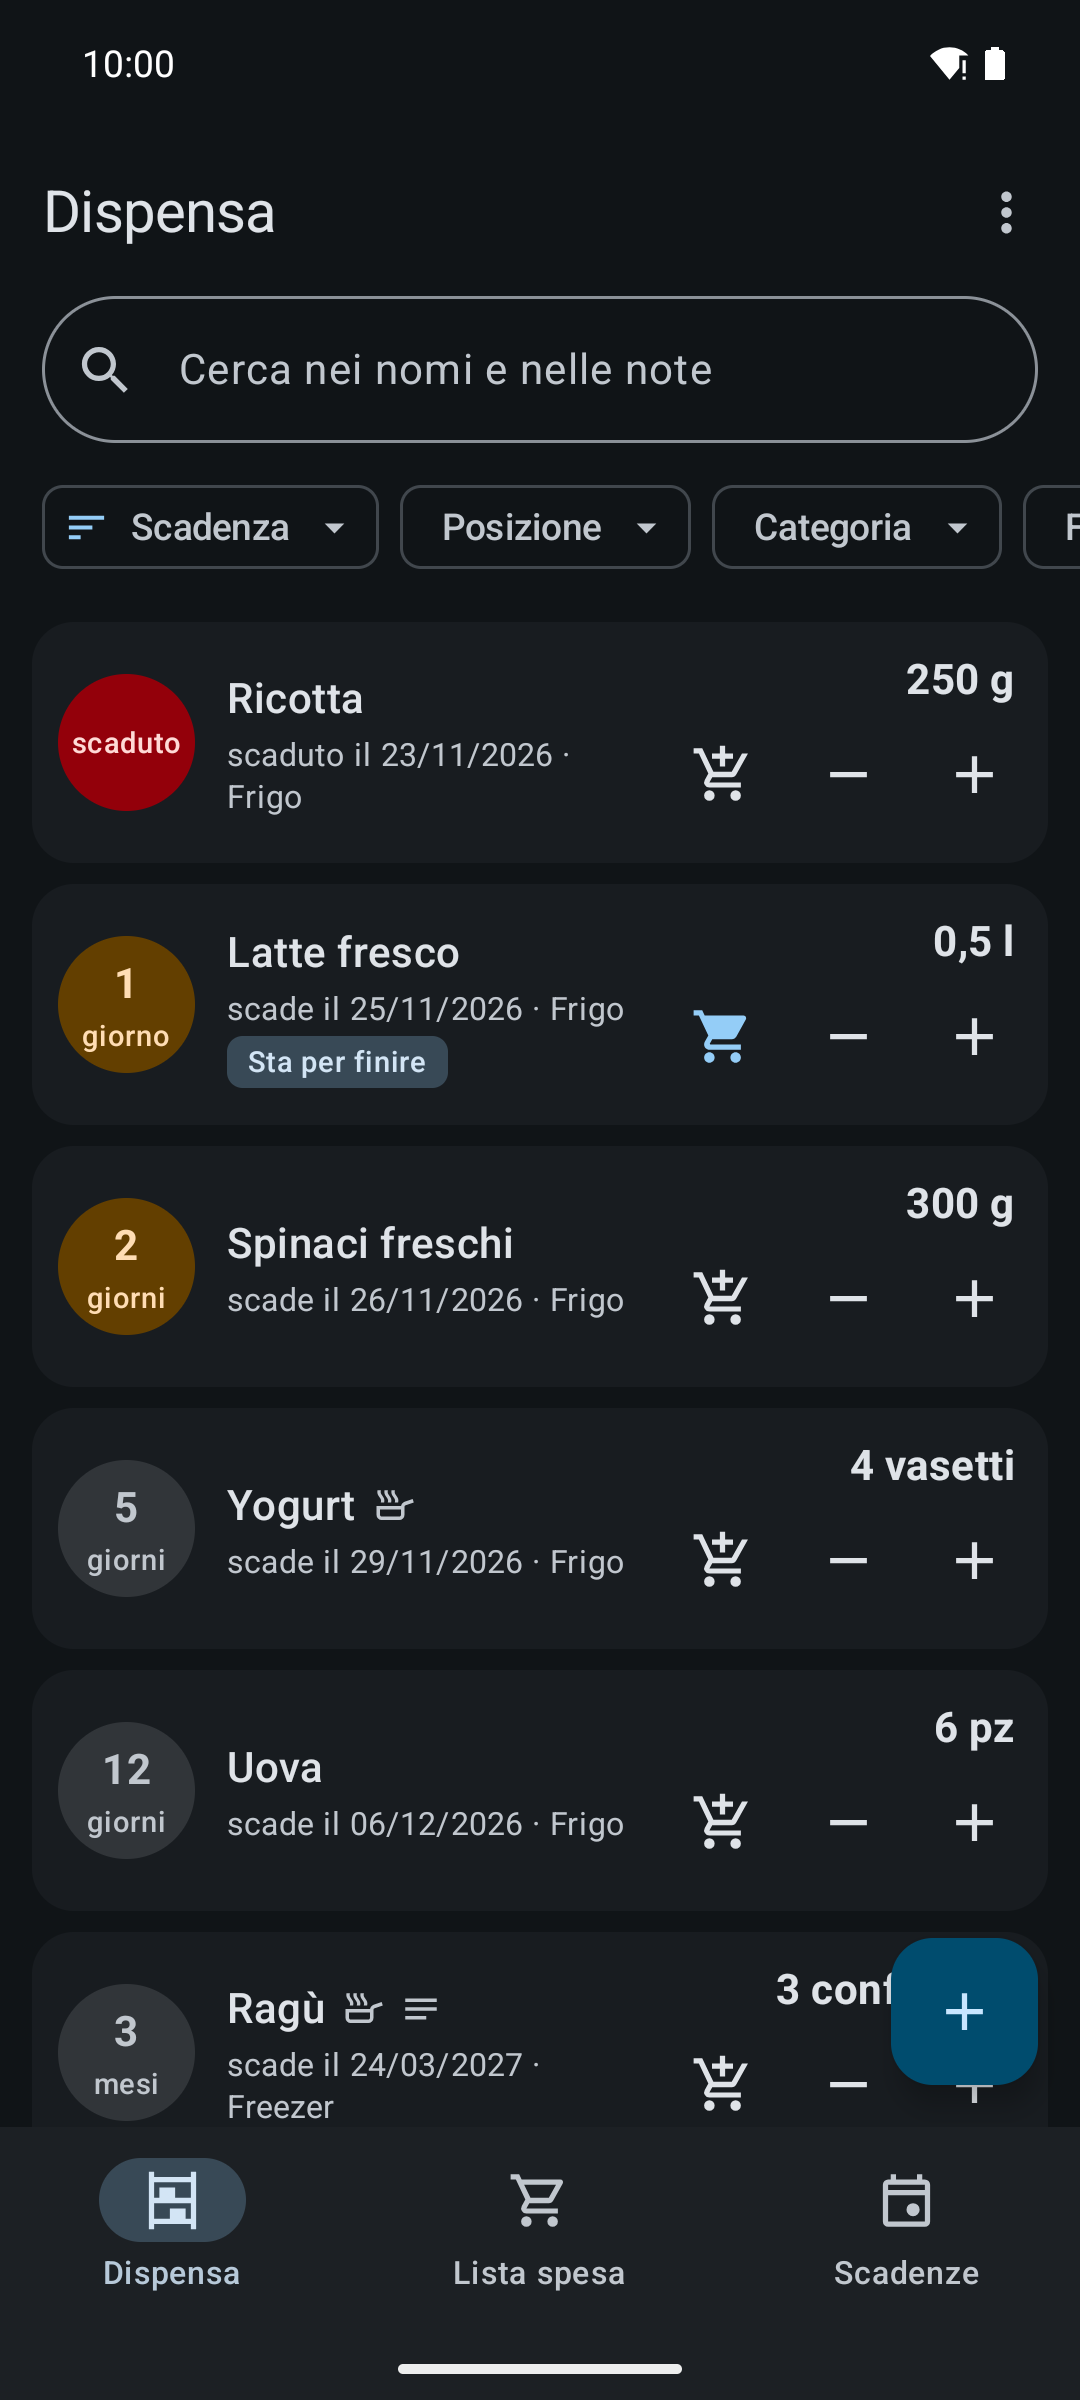 10:00
Dispensa
Cerca nei nomi e nelle note
Scadenza
Posizione
Categoria
F
250 g
Ricotta
scaduto
scaduto il 23/11/2026 ·
Frigo
0,5 l
Latte fresco
1
giorno
scade il 25/11/2026 · Frigo
Sta per finire
300 g
Spinaci freschi
2
giorni
scade il 26/11/2026 · Frigo
4 vasetti
Yogurt
5
giorni
scade il 29/11/2026 · Frigo
6 pz
Uova
12
giorni
scade il 06/12/2026 · Frigo
3 conf
Ragù
3
mesi
scade il 24/03/2027 ·
Freezer
Dispensa
Lista spesa
Scadenze